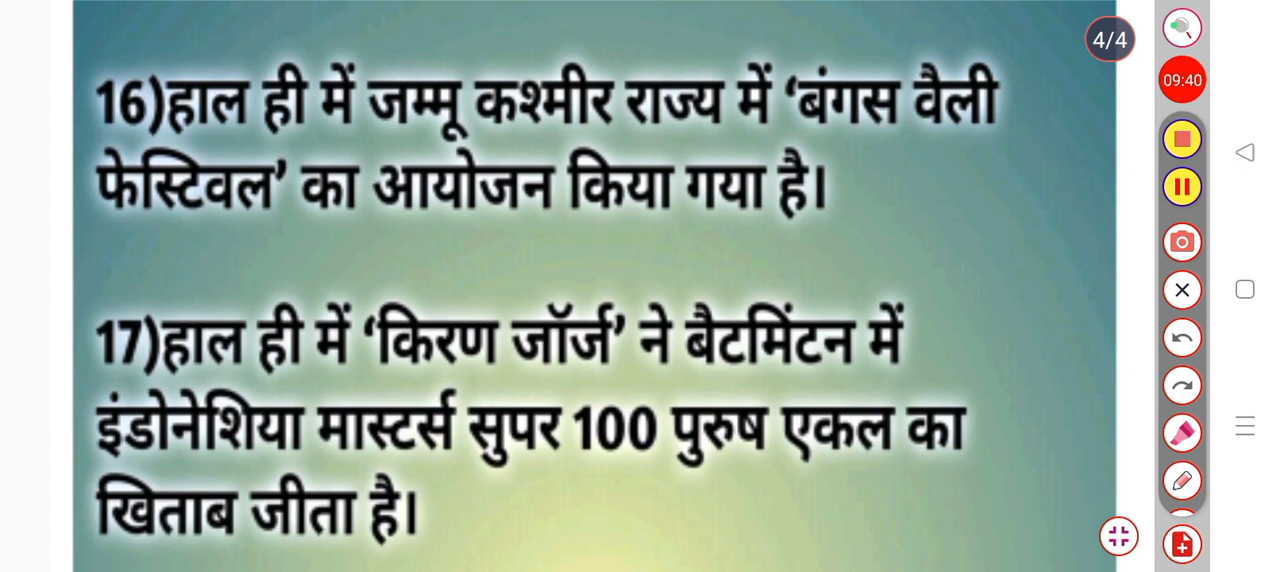 4/4
09:40
16)हाल ही में जम्मू कश्मीर राज्य में ‘बंगस वैली
फेस्टिवल’ का आयोजन किया गया है।
17)हाल ही में ‘किरण जॉर्ज’ ने बैटमिंटन में
इंडोनेशिया मास्टर्स सुपर 100 पुरुष एकल का
खिताब जीता है।